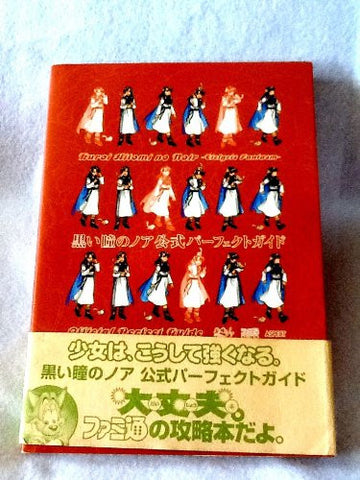 Kurei Hitomi no Noir ~Cielgris Fantasm~
黒い瞳のノア公式パーフェクトガイド
Official Perfect Guide
ASPECT
少女は、こうして強くなる。
黒い瞳のノア 公式パーフェクトガイド
大丈夫。
ファミ通の攻略本だよ。